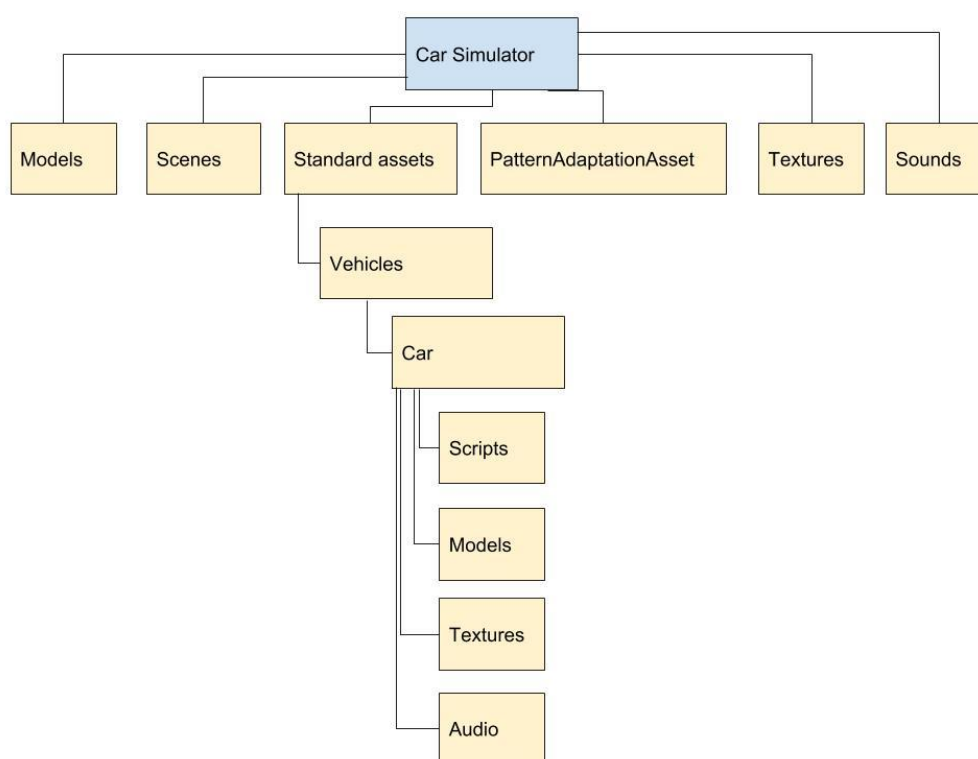 Car Simulator
Models
Scenes
Standard assets
PatternAdaptationAsset
Textures
Sounds
Vehicles
Car
Scripts
Models
Textures
Audio